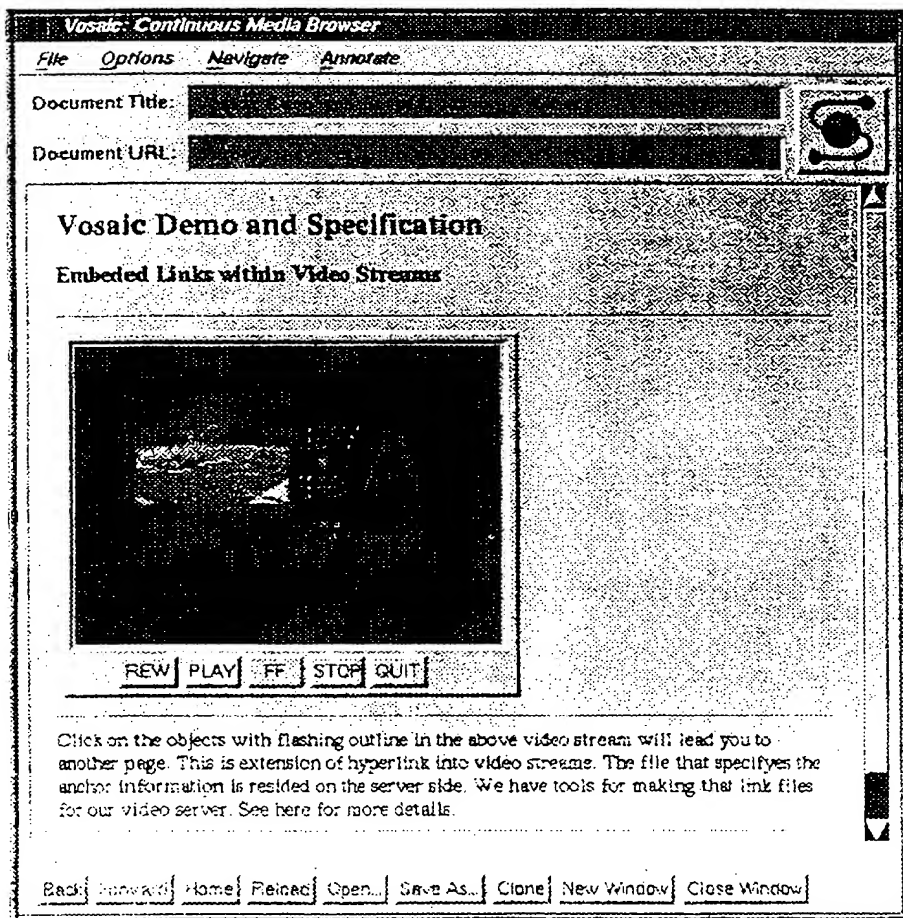 Vosaic: Continuous Media Browser
File Options Navigate Annotate
Document Title:
Document URL:
Vosaic Demo and Specification
Embeded Links within Video Streams
REW PLAY FF STOP QUIT
Click on the objects with flashing outline in the above video stream will lead you to
another page. This is extension of hyperlink into video streams. The file that specifyes the
anchor information is resided on the server side. We have tools for making that link files
for our video server. See here for more details.
Back Forward Home Reload Open... Save As... Clone New Window Close Window